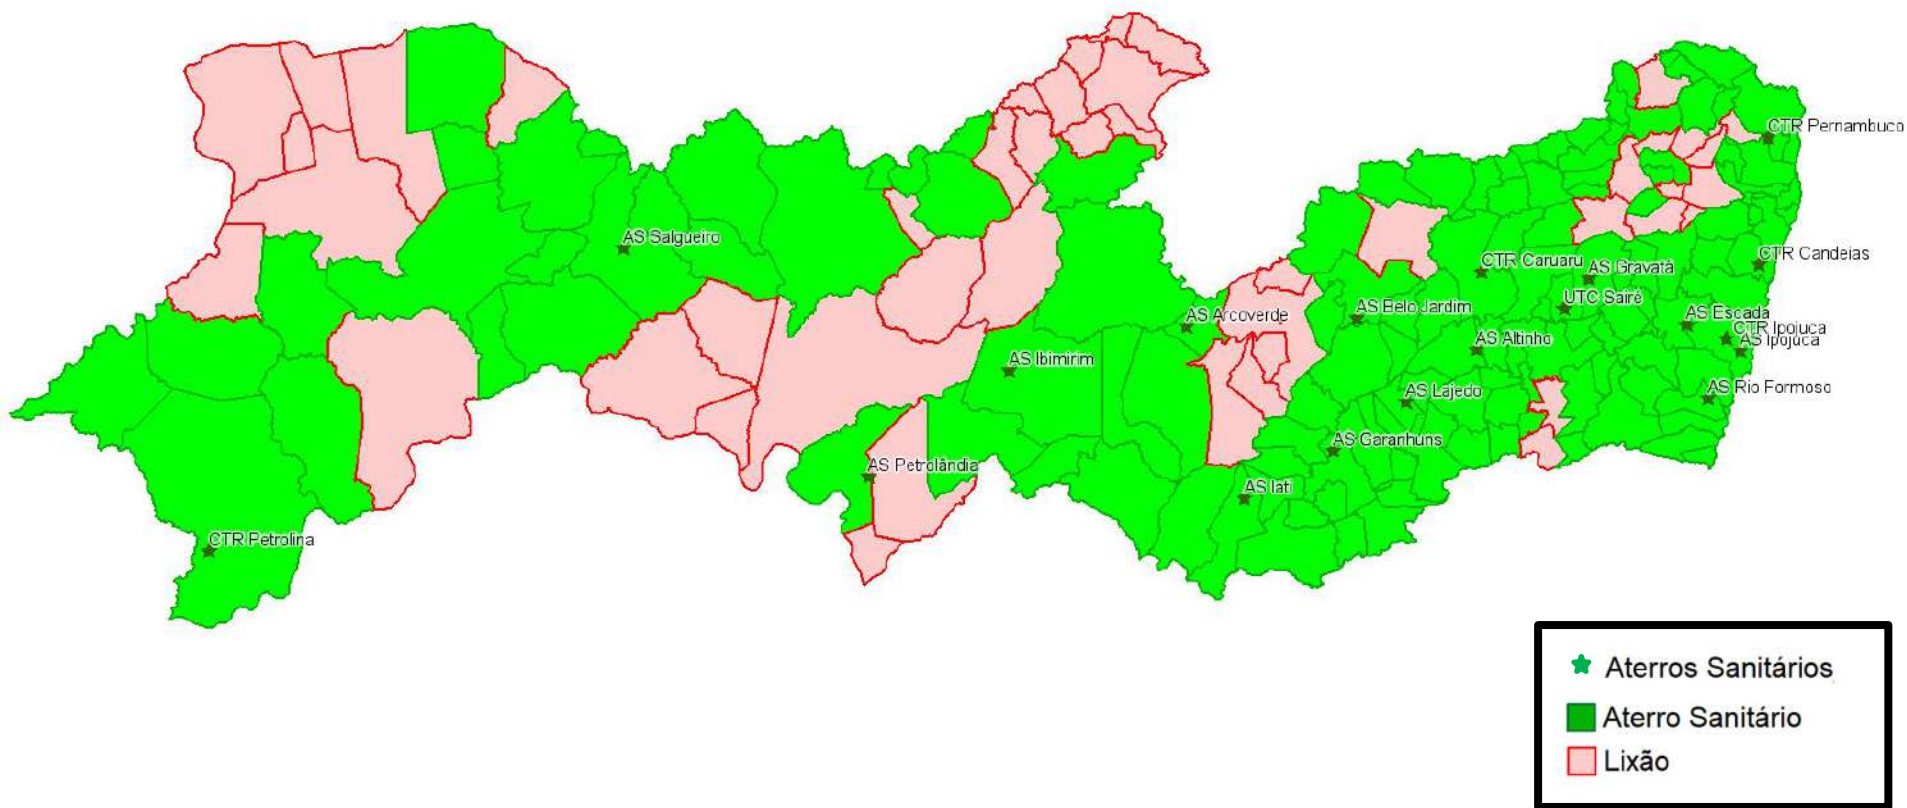 CTR Pernambuco
AS Salgueiro
CTR Candeias
CTR Caruaru
AS Gravatá
UTC Sairé
AS Belo Jardim
AS Escada
AS Arcoverde
CTR Ipojuca
AS Ipojuca
AS Altinho
AS Ibimirim
AS Rio Formoso
AS Lajedo
AS Garanhuns
AS Petrolândia
AS Iati
CTR Petrolina
Aterros Sanitários
Aterro Sanitário
Lixão